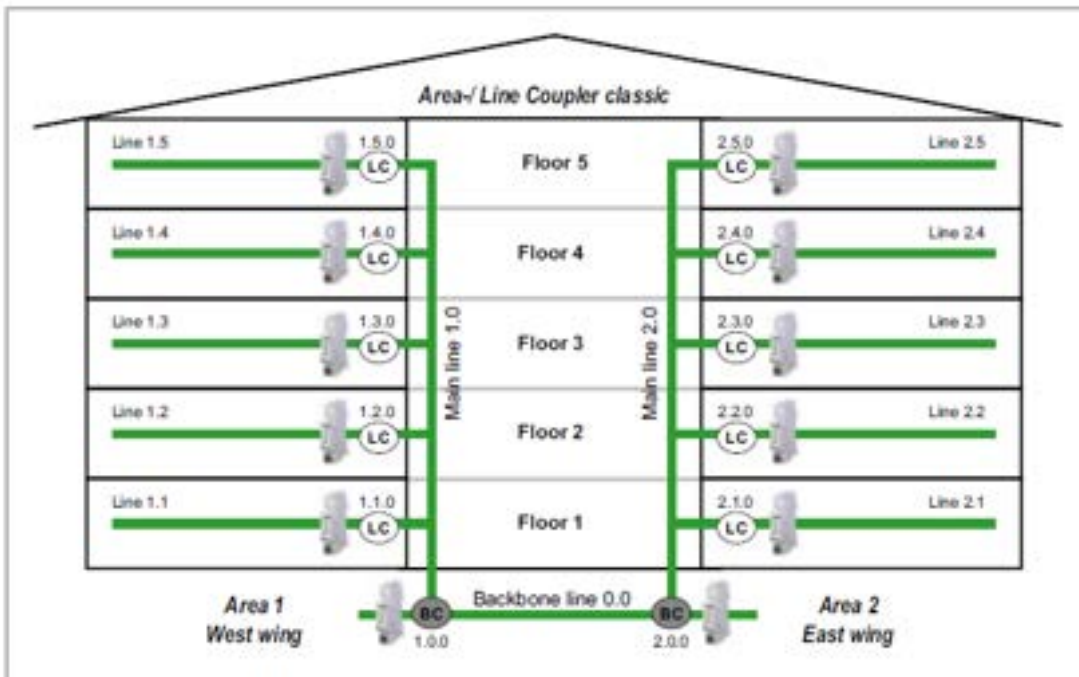 Area-/ Line Coupler classic
Line 1.5
1.5.0
LC
Floor 5
2.5.0
LC
Line 2.5
Line 1.4
1.4.0
LC
Floor 4
2.4.0
LC
Line 2.4
Line 1.3
1.3.0
LC
Main line 1.0
Floor 3
Main line 2.0
2.3.0
LC
Line 2.3
Line 1.2
1.2.0
LC
Floor 2
2.2.0
LC
Line 2.2
Line 1.1
1.1.0
LC
Floor 1
2.1.0
LC
Line 2.1
Area 1
West wing
BC
1.0.0
Backbone line 0.0
BC
2.0.0
Area 2
East wing